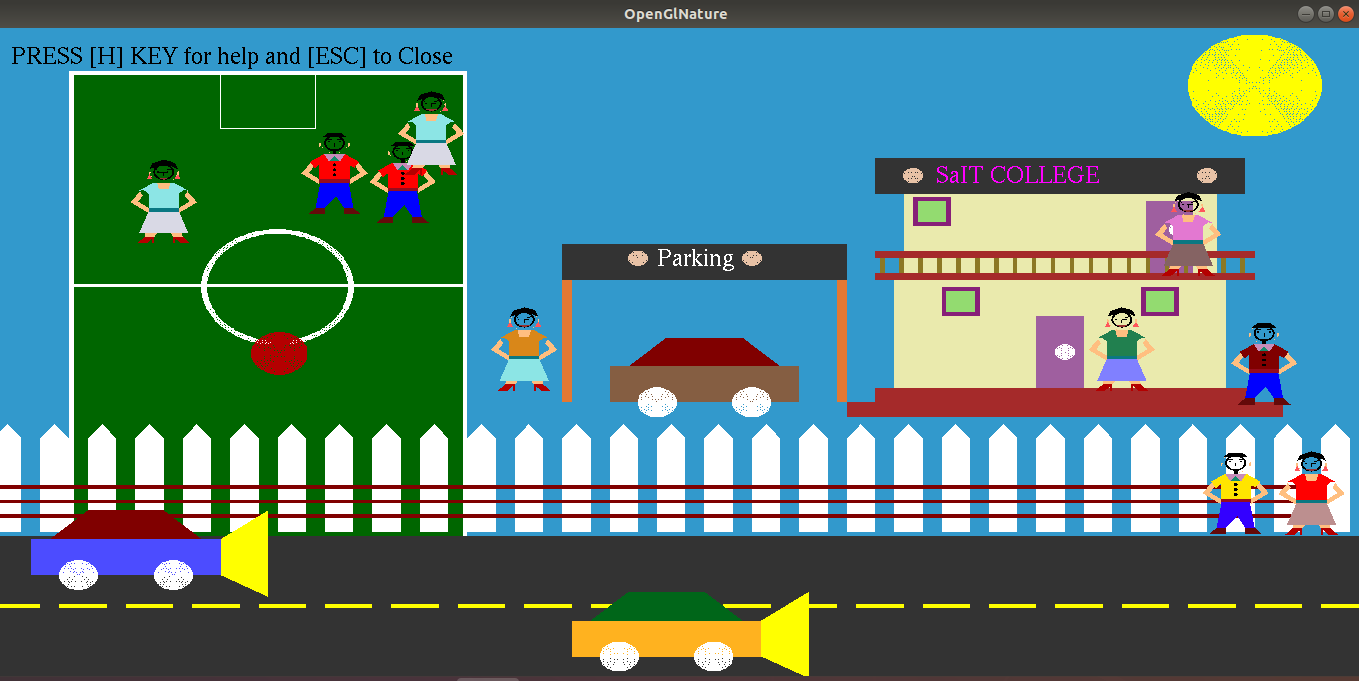 OpenGlNature
PRESS [H] KEY for help and [ESC] to Close
SaIT COLLEGE
Parking